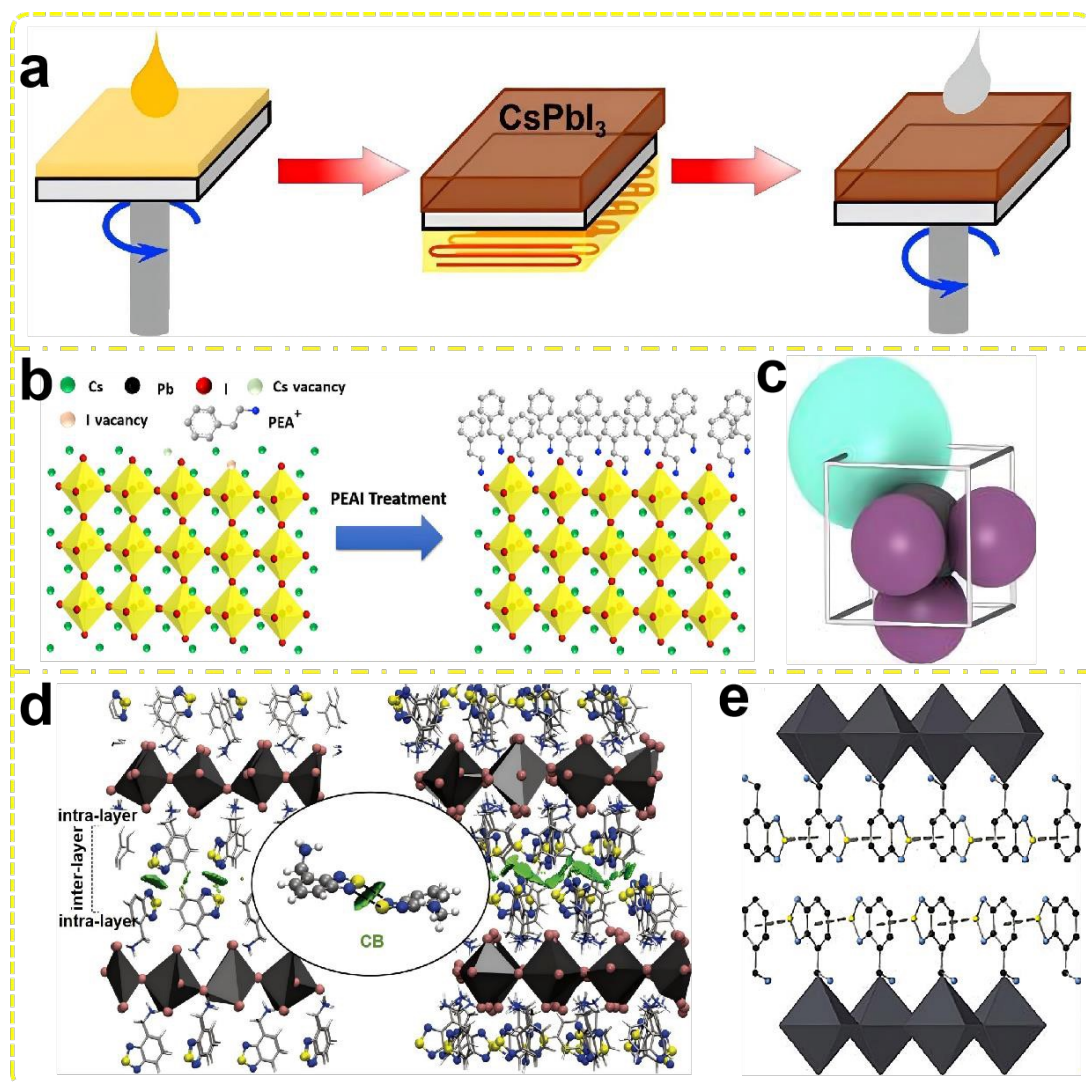 a
CsPbI₃
b
Cs Pb I Cs vacancy
I vacancy PEA⁺
PEAI Treatment
c
d
intra-layer
inter-layer
intra-layer
CB
e